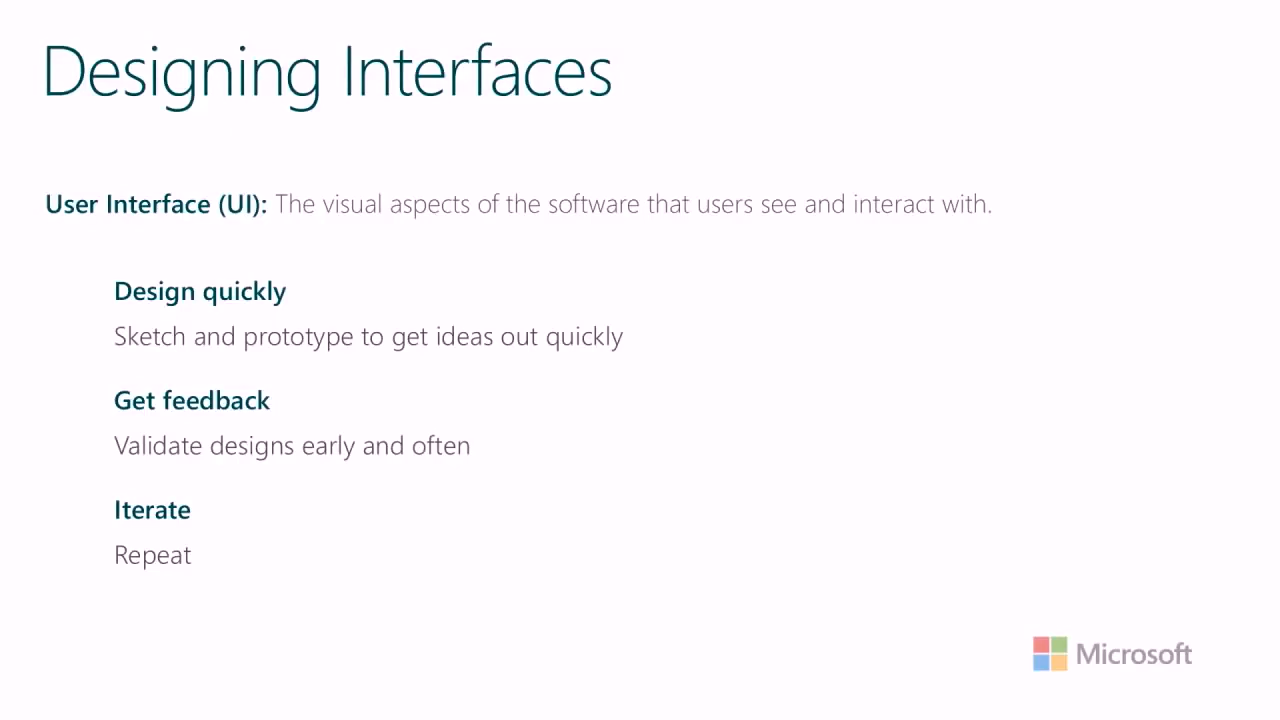 Designing Interfaces
User Interface (UI): The visual aspects of the software that users see and interact with.
Design quickly
Sketch and prototype to get ideas out quickly
Get feedback
Validate designs early and often
Iterate
Repeat
Microsoft